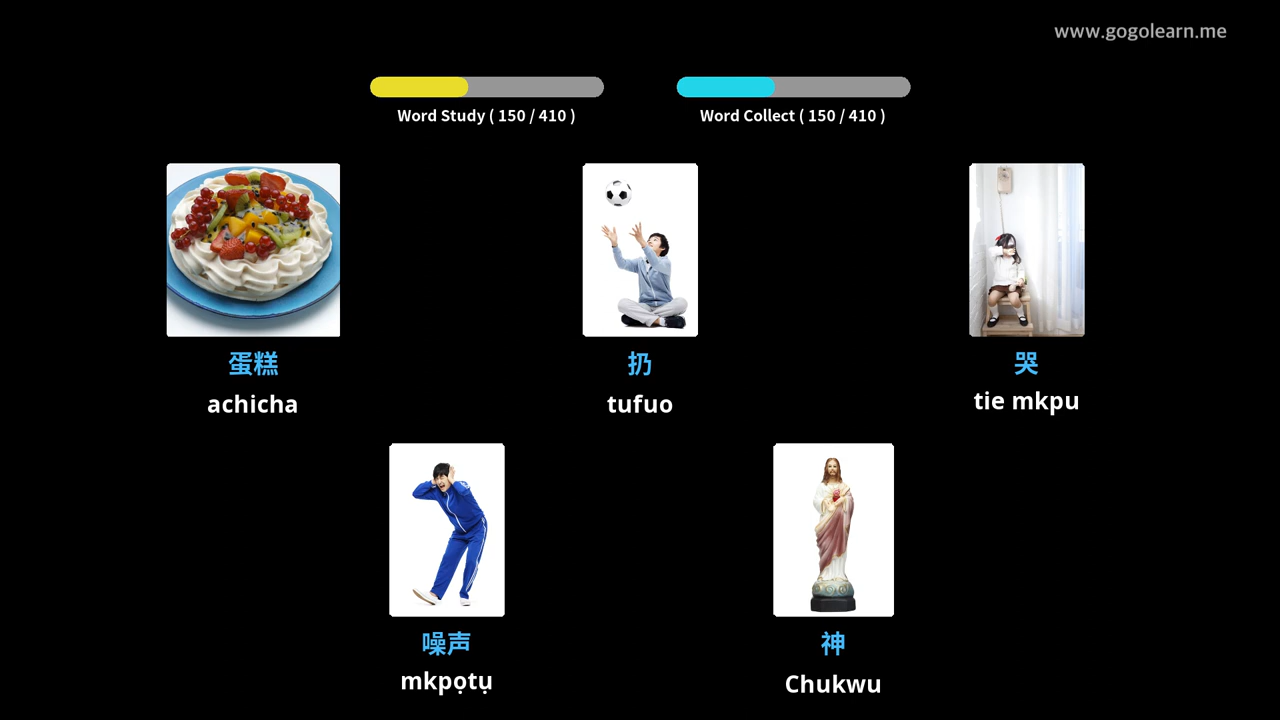 www.gogolearn.me
Word Study ( 150 / 410 )
Word Collect ( 150 / 410 )
蛋糕
achicha
扔
tufuo
哭
tie mkpu
噪声
mkpọtụ
神
Chukwu